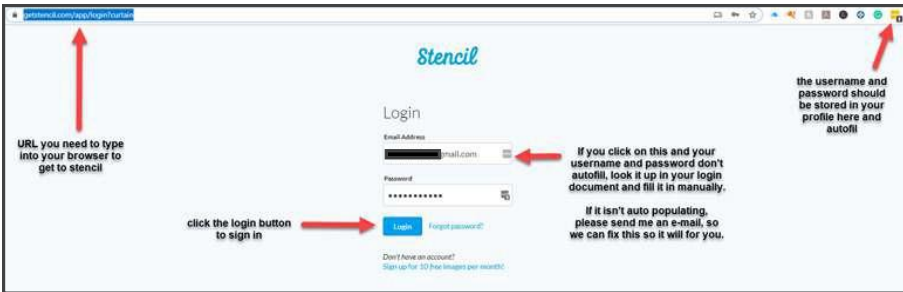 getstencil.com/app/login?curtain
Stencil
the username and
password should
be stored in your
profile here and
autofil
Login
Email Address
gmail.com
URL you need to type
into your browser to
get to stencil
If you click on this and your
username and password don't
autofill, look it up in your login
document and fill it in manually.
Password
•••••••••••
If it isn't auto populating,
please send me an e-mail, so
we can fix this so it will for you.
click the login button
to sign in
Login
Forgot password?
Don't have an account?
Sign up for 10 free images per month!